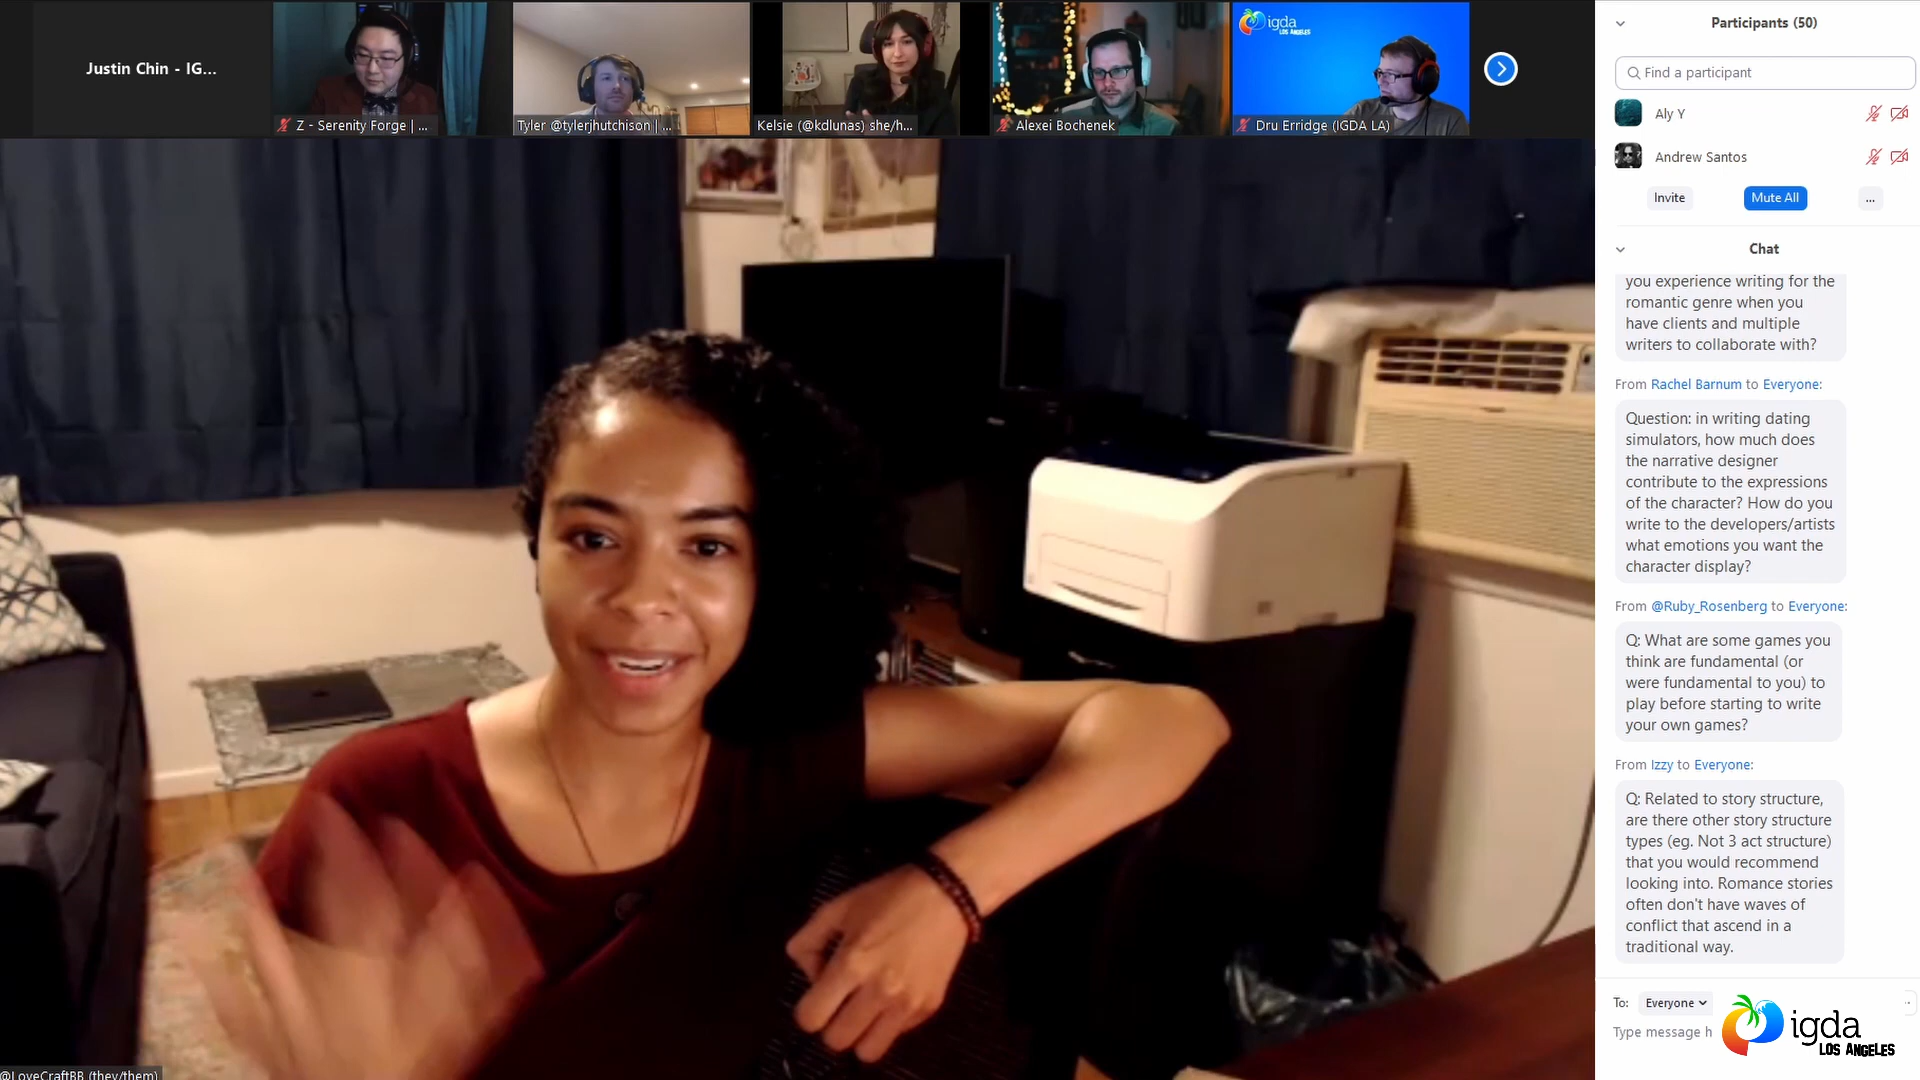 Justin Chin - IG...
Z - Serenity Forge | ...
Tyler @tylerjhutchison | ...
Kelsie (@kdlunas) she/h...
Alexei Bochenek
igda
LOS ANGELES
Dru Erridge (IGDA LA)
@LoveCraftBB (they/them)
Participants (50)
Find a participant
Aly Y
Andrew Santos
Invite
Mute All
...
Chat
you experience writing for the
romantic genre when you
have clients and multiple
writers to collaborate with?
From Rachel Barnum to Everyone:
Question: in writing dating
simulators, how much does
the narrative designer
contribute to the expressions
of the character? How do you
write to the developers/artists
what emotions you want the
character display?
From @Ruby_Rosenberg to Everyone:
Q: What are some games you
think are fundamental (or
were fundamental to you) to
play before starting to write
your own games?
From Izzy to Everyone:
Q: Related to story structure,
are there other story structure
types (eg. Not 3 act structure)
that you would recommend
looking into. Romance stories
often don't have waves of
conflict that ascend in a
traditional way.
To: Everyone
Type message h
igda
LOS ANGELES